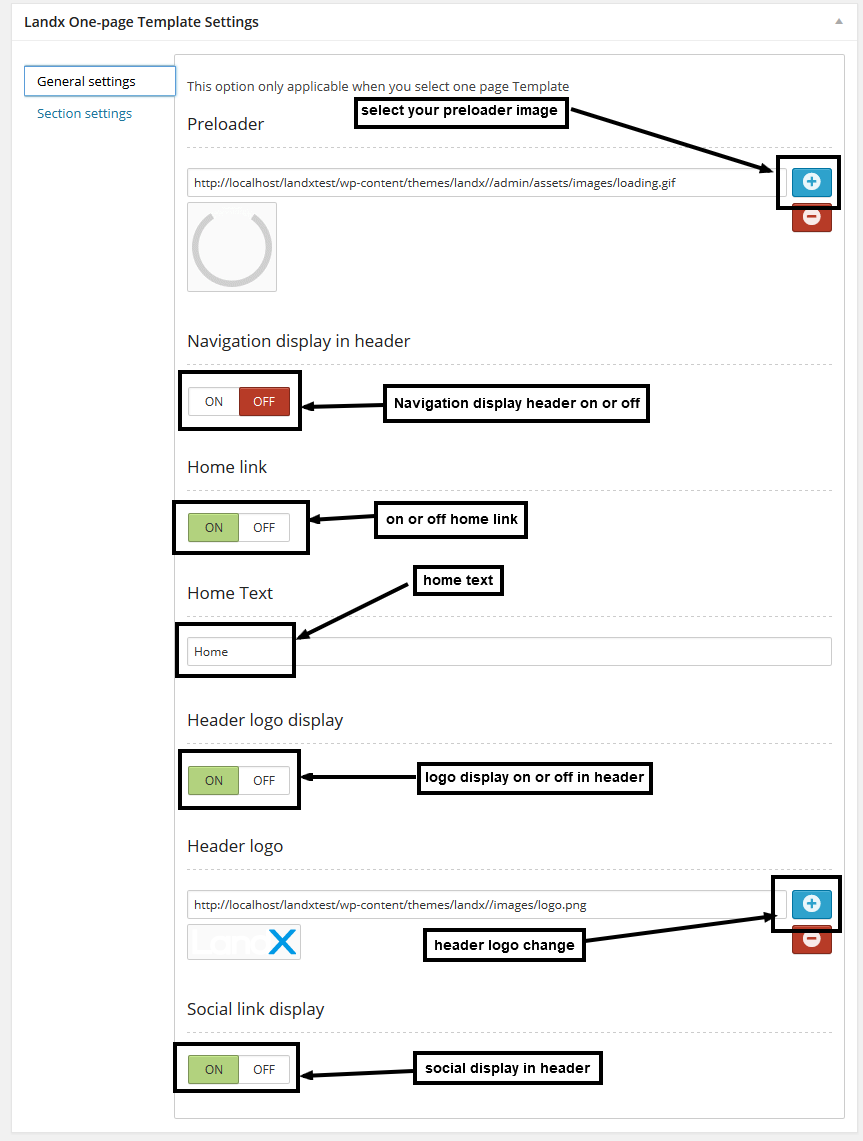 Landx One-page Template Settings
General settings
Section settings
This option only applicable when you select one page Template
select your preloader image
Preloader
http://localhost/landxtest/wp-content/themes/landx//admin/assets/images/loading.gif
Navigation display in header
ON OFF
Navigation display header on or off
Home link
ON OFF
on or off home link
home text
Home Text
Home
Header logo display
ON OFF
logo display on or off in header
Header logo
http://localhost/landxtest/wp-content/themes/landx//images/logo.png
LandX
header logo change
Social link display
ON OFF
social display in header